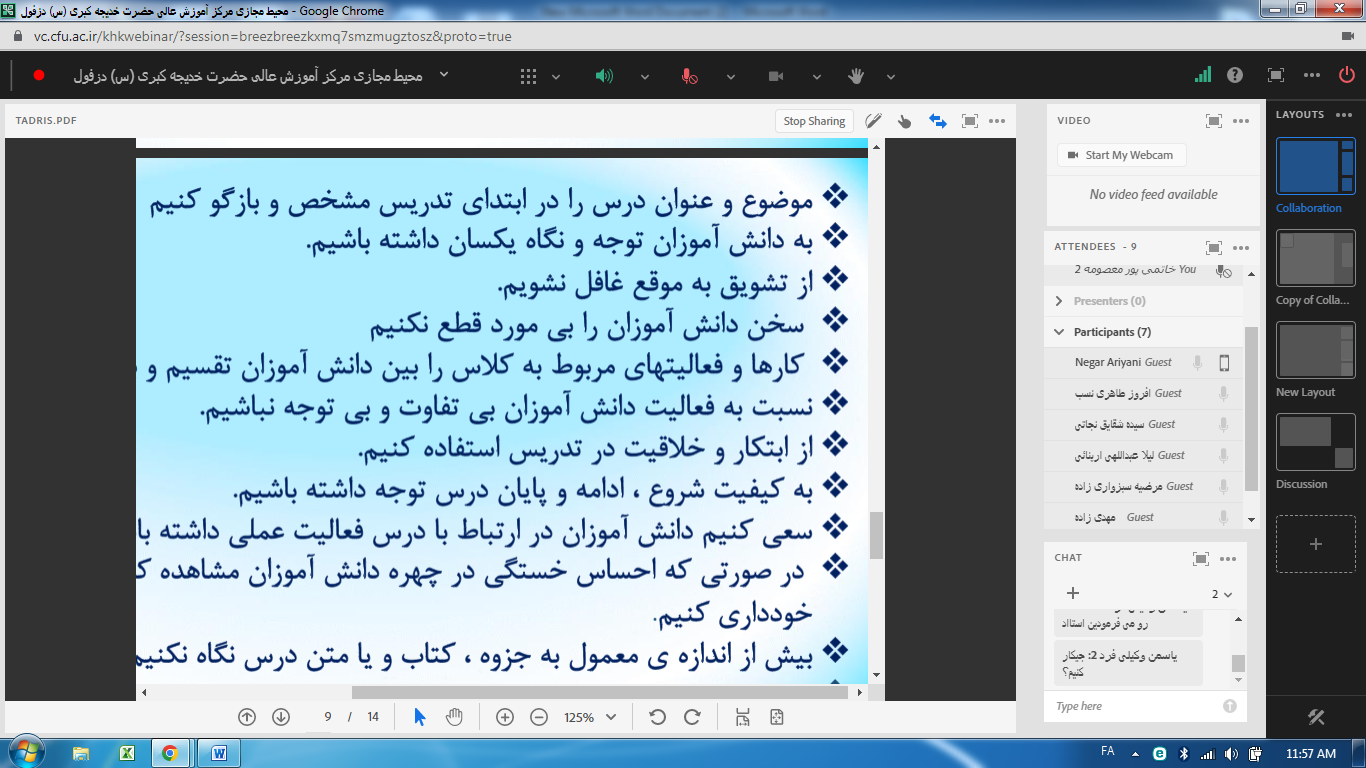 محیط مجازی مرکز آموزش عالی حضرت خدیجه کبری (س) دزفول - Google Chrome
vc.cfu.ac.ir/khkwebinar/?session=breezbreezkxmq7smzmugztosz&proto=true
محیط مجازی مرکز آموزش عالی حضرت خدیجه کبری (س) دزفول
TADRIS.PDF
Stop Sharing
موضوع و عنوان درس را در ابتدای تدریس مشخص و بازگو کنیم
به دانش آموزان توجه و نگاه یکسان داشته باشیم.
از تشویق به موقع غافل نشویم.
سخن دانش آموزان را بی مورد قطع نکنیم
کارها و فعالیتهای مربوط به کلاس را بین دانش آموزان تقسیم و
نسبت به فعالیت دانش آموزان بی تفاوت و بی توجه نباشیم.
از ابتکار و خلاقیت در تدریس استفاده کنیم.
به کیفیت شروع ، ادامه و پایان درس توجه داشته باشیم.
سعی کنیم دانش آموزان در ارتباط با درس فعالیت عملی داشته با
در صورتی که احساس خستگی در چهره دانش آموزان مشاهده ک
خودداری کنیم.
بیش از اندازه ی معمول به جزوه ، کتاب و یا متن درس نگاه نکنیم
9 / 14
125%
VIDEO
Start My Webcam
No video feed available
ATTENDEES - 9
خاتمی پور معصومه 2 You
Presenters (0)
Participants (7)
Negar Ariyani Guest
افروز طاهری نسب Guest
سیده شقایق نجاتی Guest
لیلا عبداللهی اربنائی Guest
مرضیه سبزواری زاده Guest
مهدی زاده Guest
CHAT
2
رو می فرمودین استااد
یاسمن وکیلی فرد 2: جیکار
کنیم؟
Type here
LAYOUTS
Collaboration
Copy of Colla...
New Layout
Discussion
FA
11:57 AM